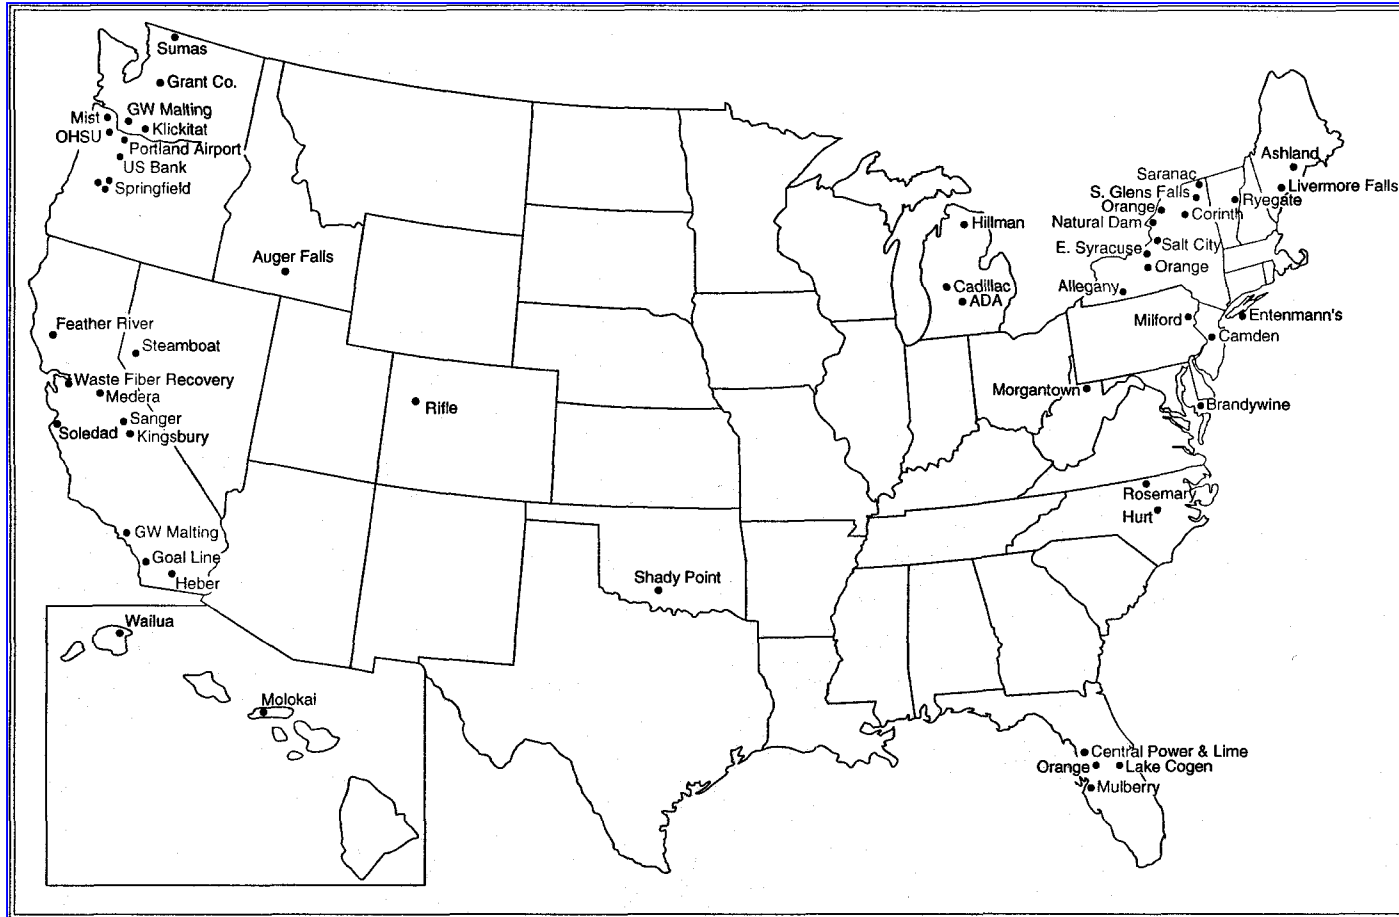 Sumas
Grant Co.
GW Malting
Mist
Klickitat
OHSU
Portland Airport
US Bank
Springfield
Auger Falls
Feather River
Steamboat
Waste Fiber Recovery
Medera
Sanger
Soledad
Kingsbury
GW Malting
Goal Line
Heber
Wailua
Molokai
Rifle
Shady Point
Hillman
Cadillac
ADA
Morgantown
Ashland
Saranac
Livermore Falls
S. Glens Falls
Ryegate
Orange
Corinth
Natural Dam
E. Syracuse
Salt City
Orange
Allegany
Milford
Entenmann's
Camden
Brandywine
Rosemary
Hurt
Central Power & Lime
Orange
Lake Cogen
Mulberry